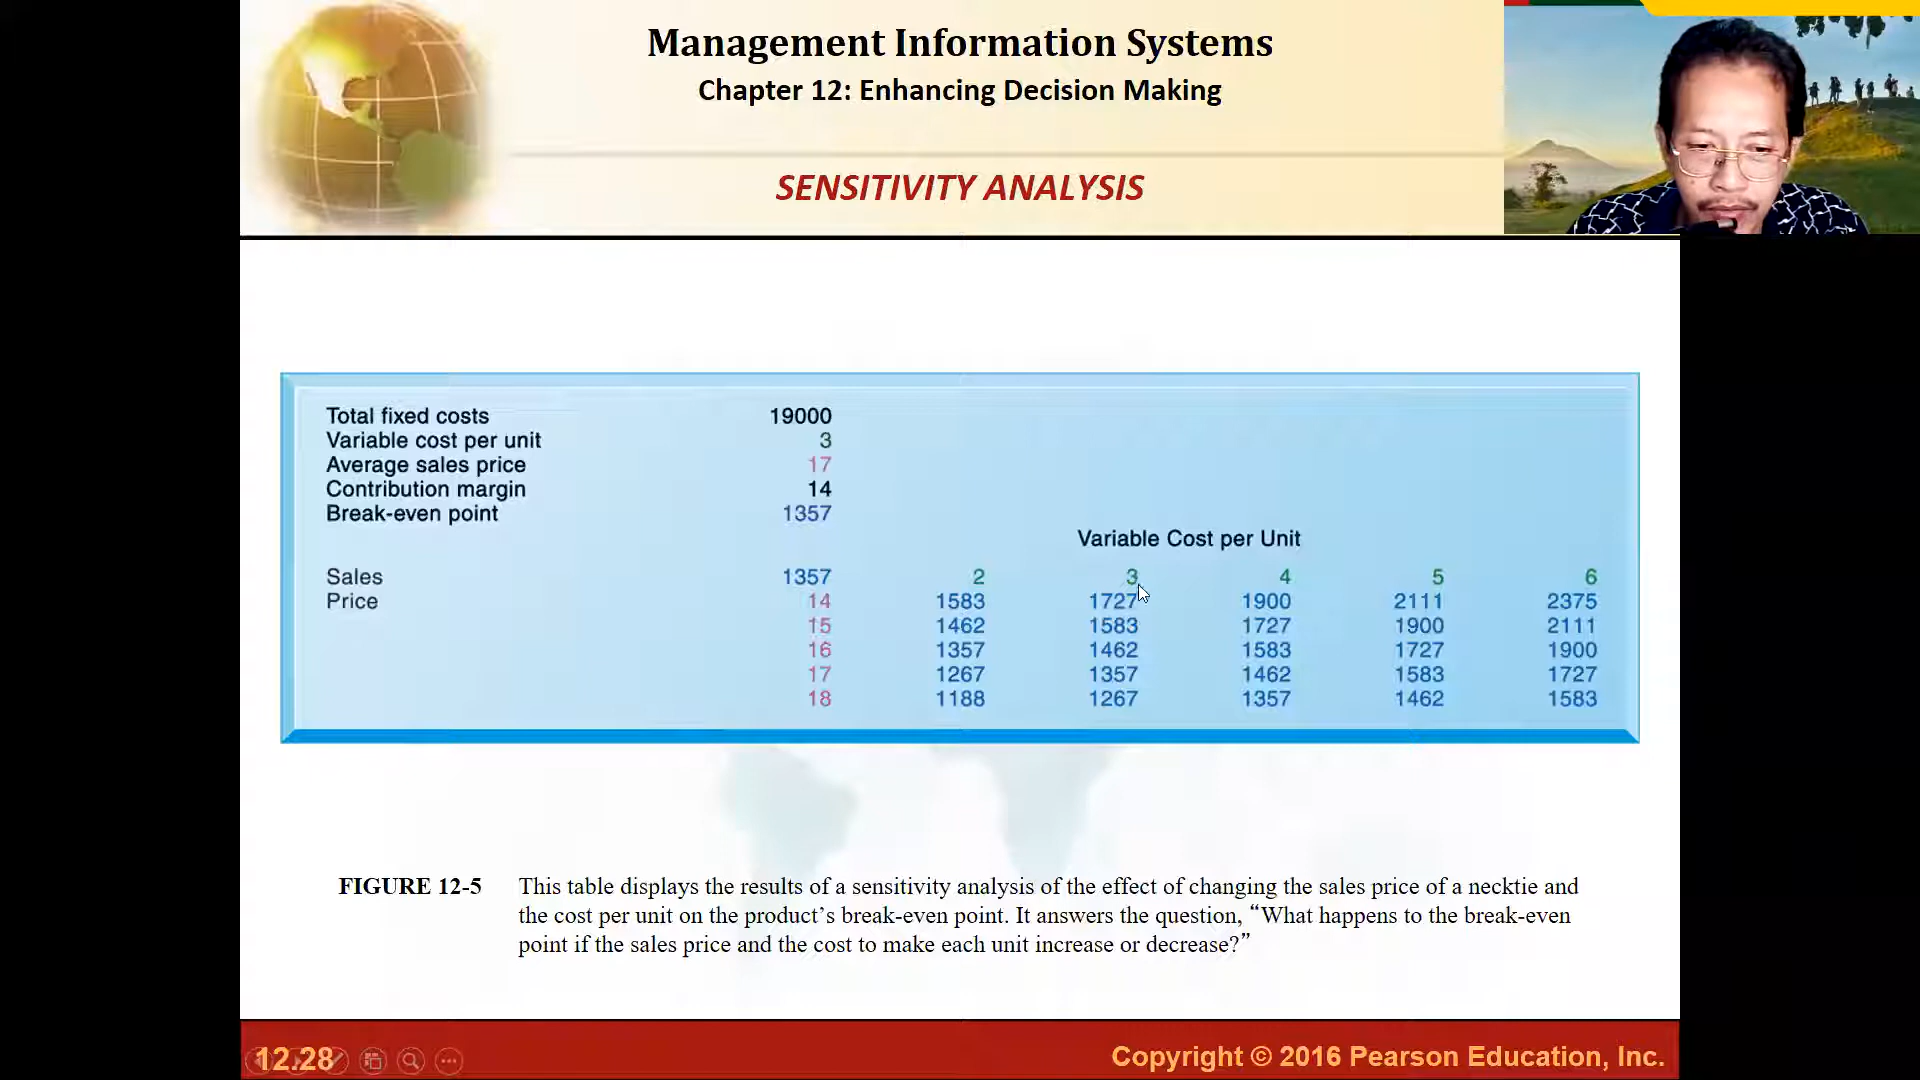 Management Information Systems
Chapter 12: Enhancing Decision Making
SENSITIVITY ANALYSIS
Total fixed costs 19000
Variable cost per unit 3
Average sales price 17
Contribution margin 14
Break-even point 1357
Variable Cost per Unit
Sales 1357 2 3 4 5 6
Price 14 1583 1727 1900 2111 2375
15 1462 1583 1727 1900 2111
16 1357 1462 1583 1727 1900
17 1267 1357 1462 1583 1727
18 1188 1267 1357 1462 1583
FIGURE 12-5 This table displays the results of a sensitivity analysis of the effect of changing the sales price of a necktie and
the cost per unit on the product’s break-even point. It answers the question, “What happens to the break-even
point if the sales price and the cost to make each unit increase or decrease?”
12.28 Copyright © 2016 Pearson Education, Inc.